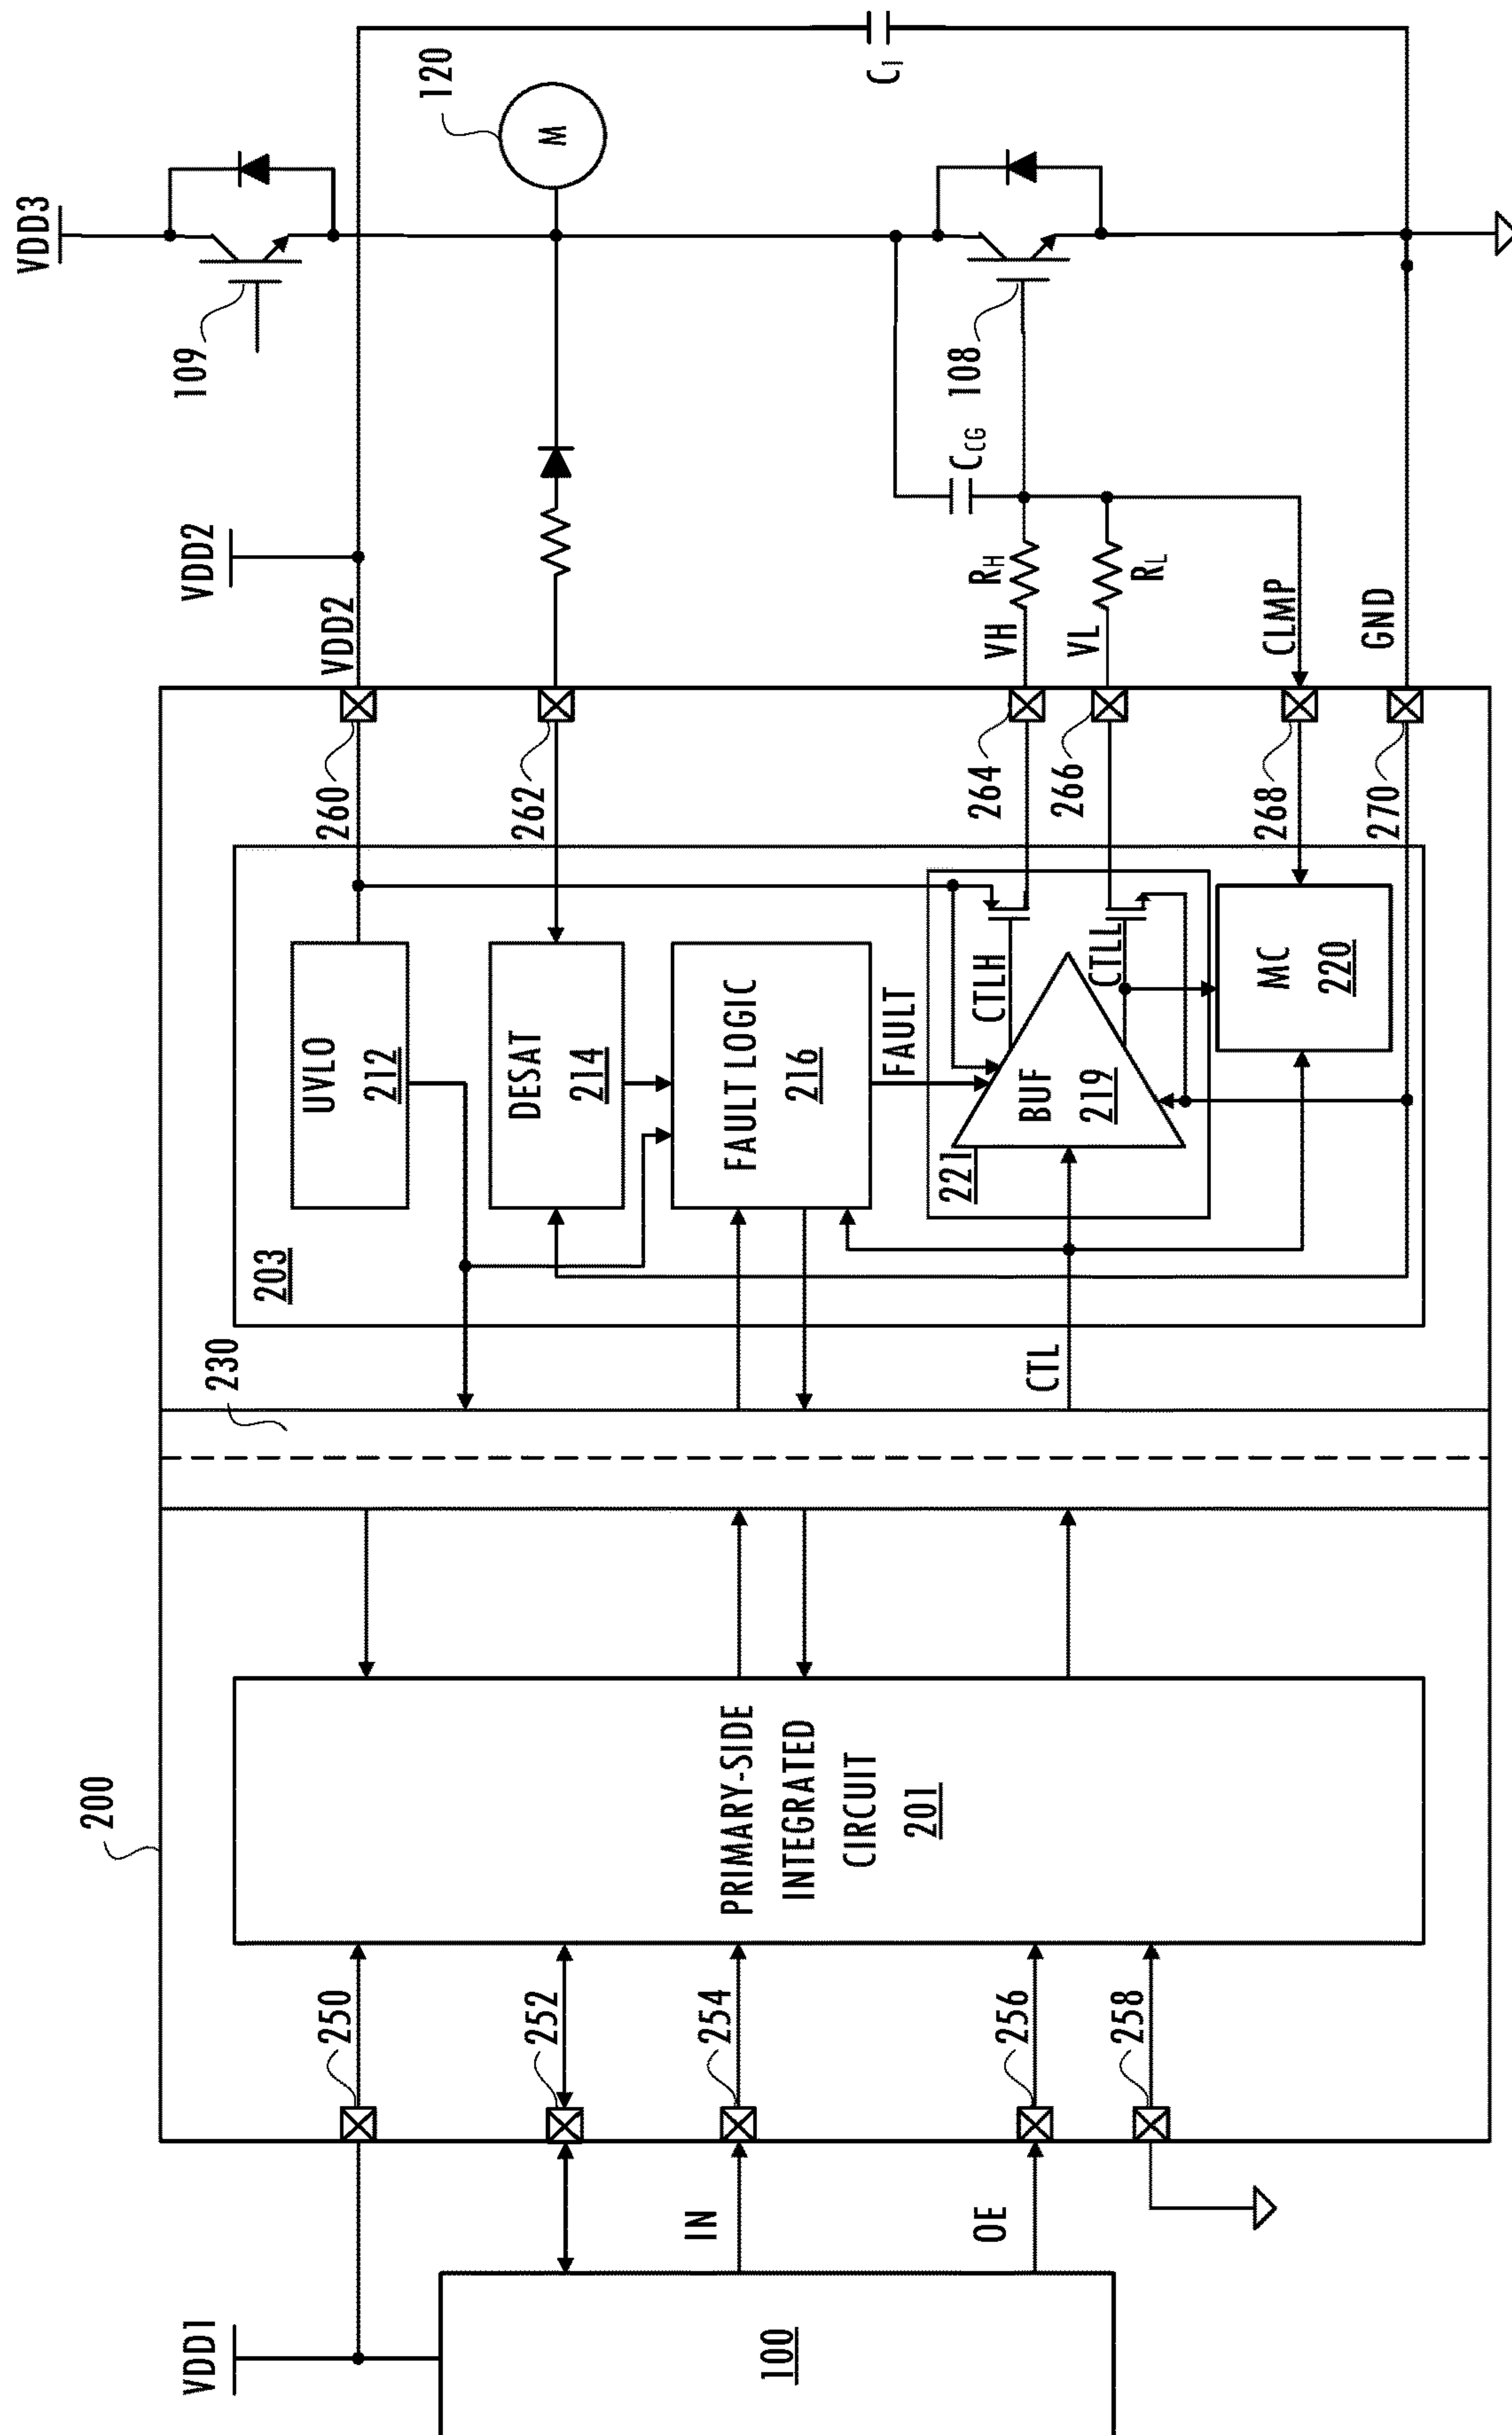 VDD1
100
IN
OE
200
250
252
254
256
258
PRIMARY-SIDE
INTEGRATED
CIRCUIT
201
230
203
CTL
UVLO
212
DESAT
214
FAULT LOGIC
216
FAULT
221
BUF
219
CTLH
CTLL
MC
220
260
262
264
266
268
270
VDD2
VDD2
VH
VL
CLMP
GND
RH
RL
CCG
109
108
VDD3
120
M
C1